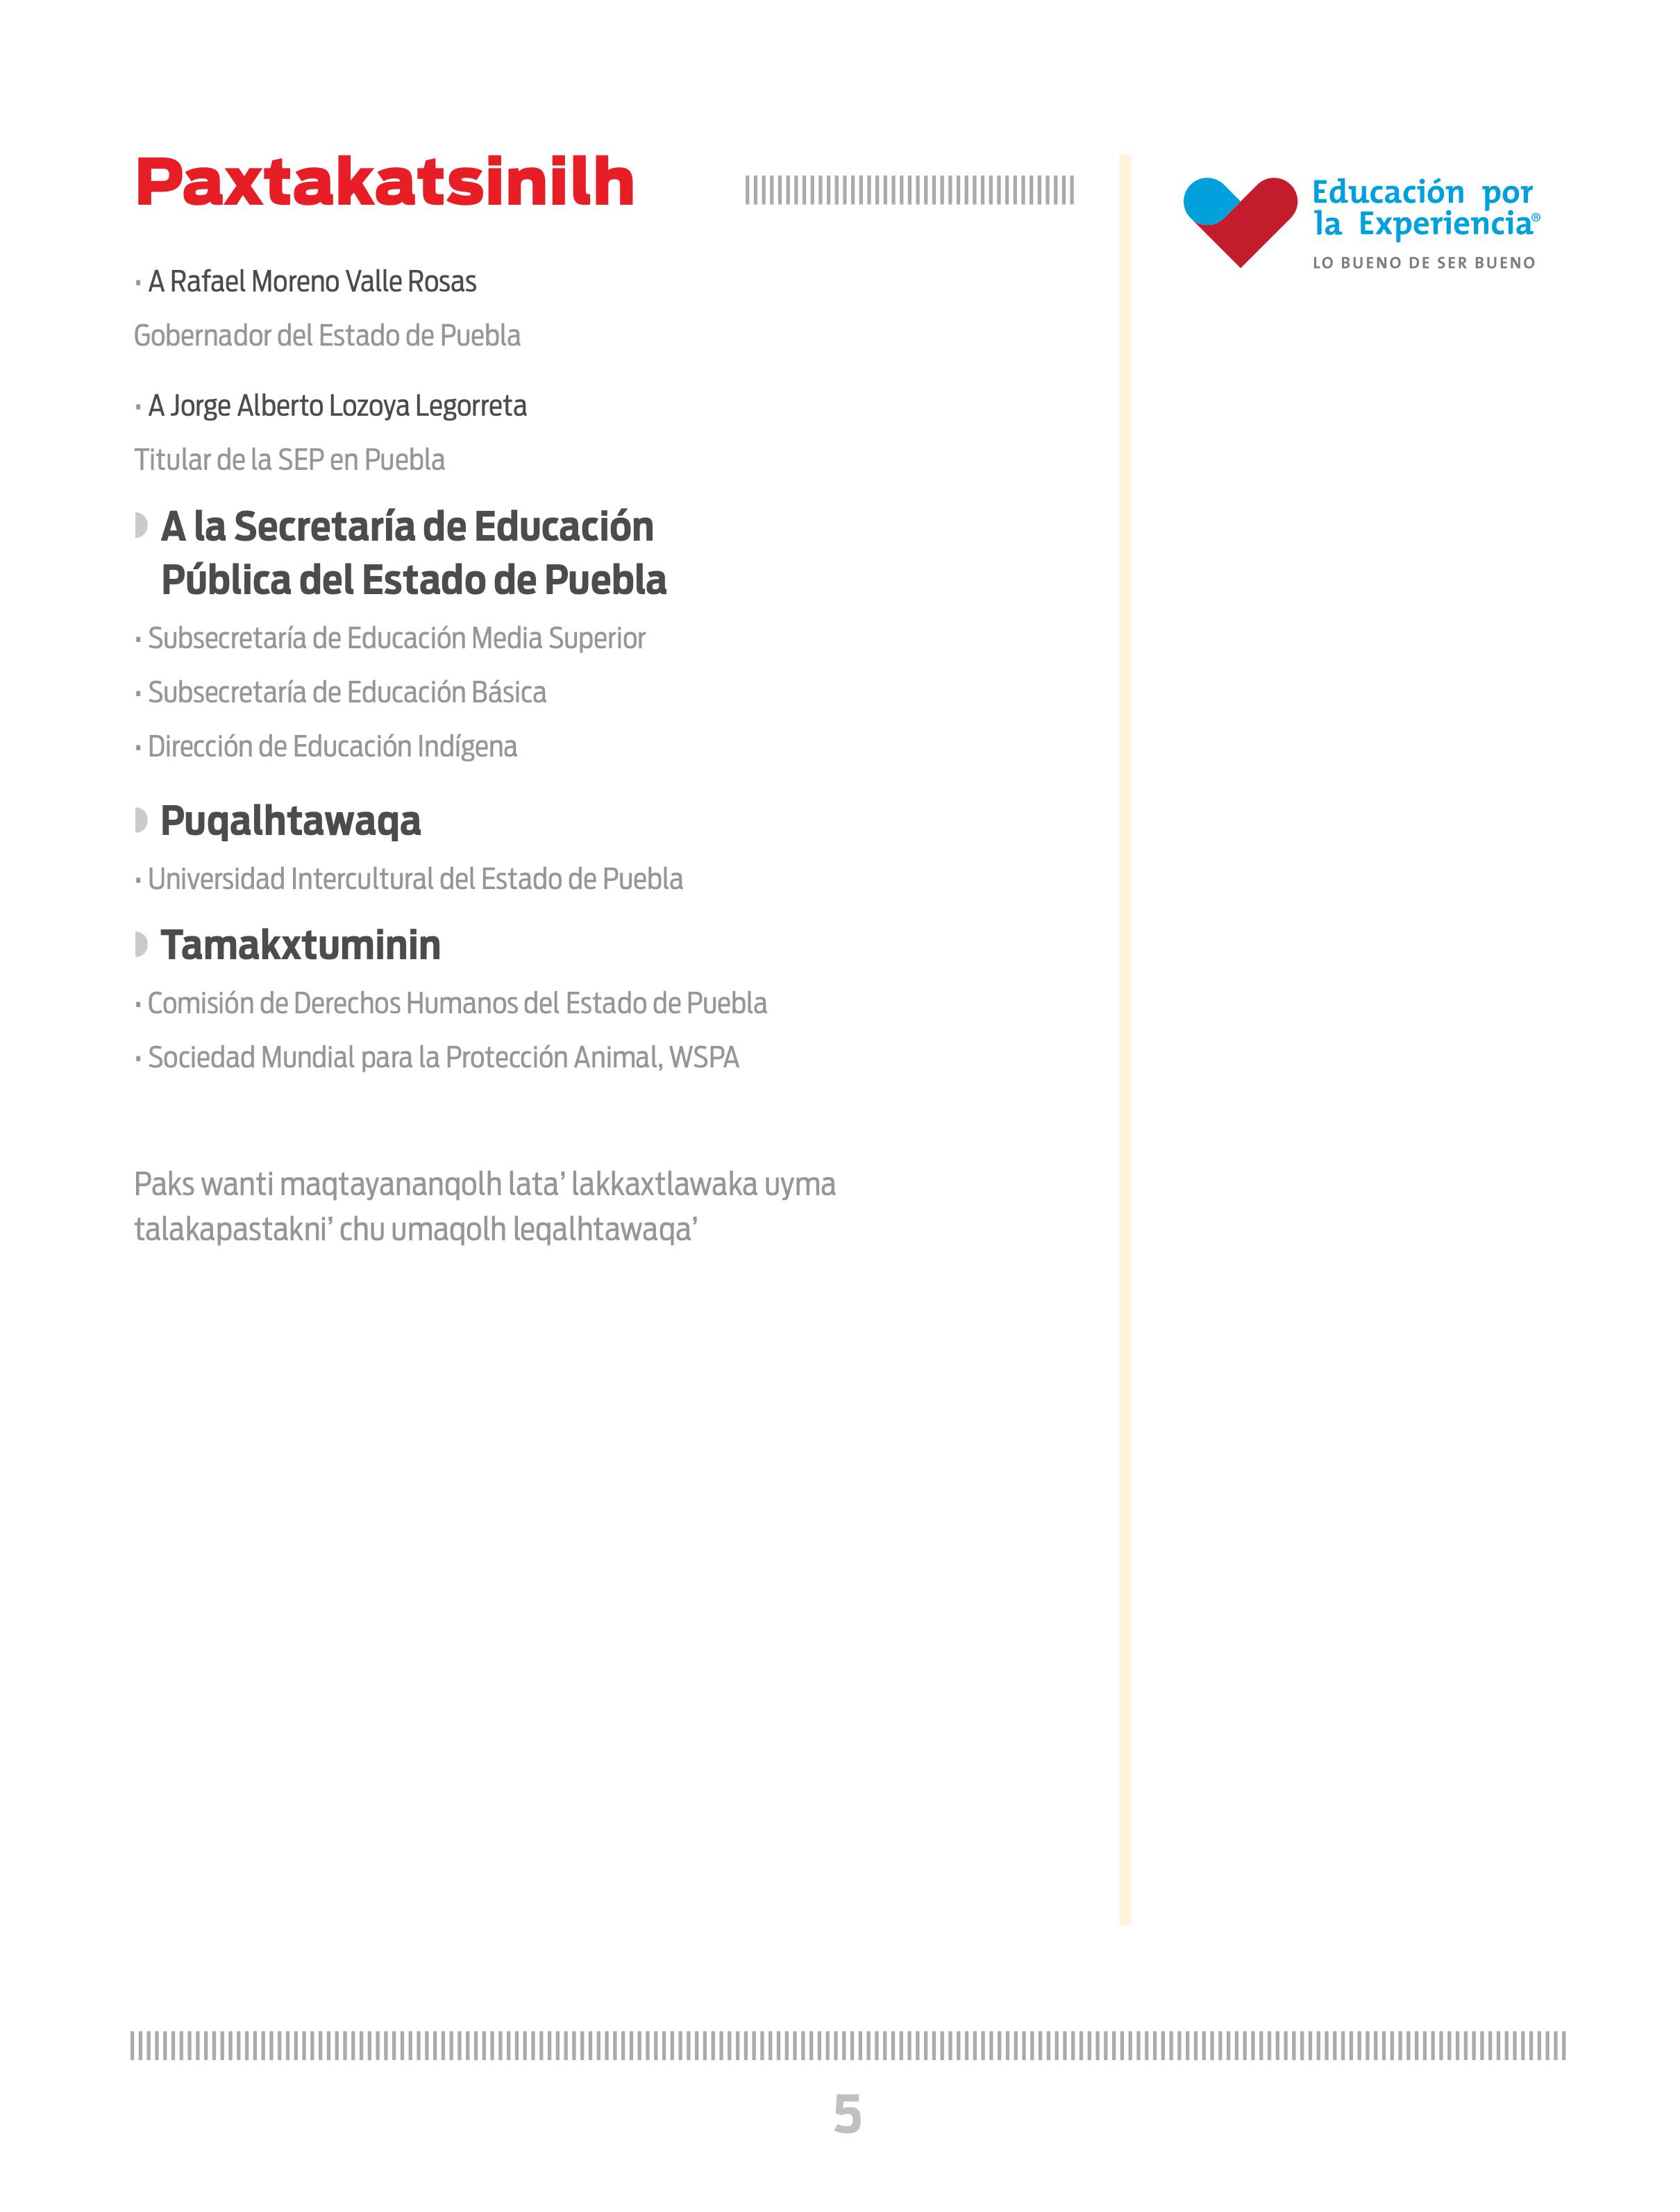 Paxtakatsinilh
· A Rafael Moreno Valle Rosas
Gobernador del Estado de Puebla
· A Jorge Alberto Lozoya Legorreta
Titular de la SEP en Puebla
A la Secretaría de Educación
Pública del Estado de Puebla
· Subsecretaría de Educación Media Superior
· Subsecretaría de Educación Básica
· Dirección de Educación Indígena
Puqalhtawaqa
· Universidad Intercultural del Estado de Puebla
Tamakxtuminin
· Comisión de Derechos Humanos del Estado de Puebla
· Sociedad Mundial para la Protección Animal, WSPA
Paks wanti maqtayananqolh lata’ lakkaxtlawaka uyma
talakapastakni’ chu umaqolh leqalhtawaqa’
Educación por
la Experiencia®
LO BUENO DE SER BUENO
5